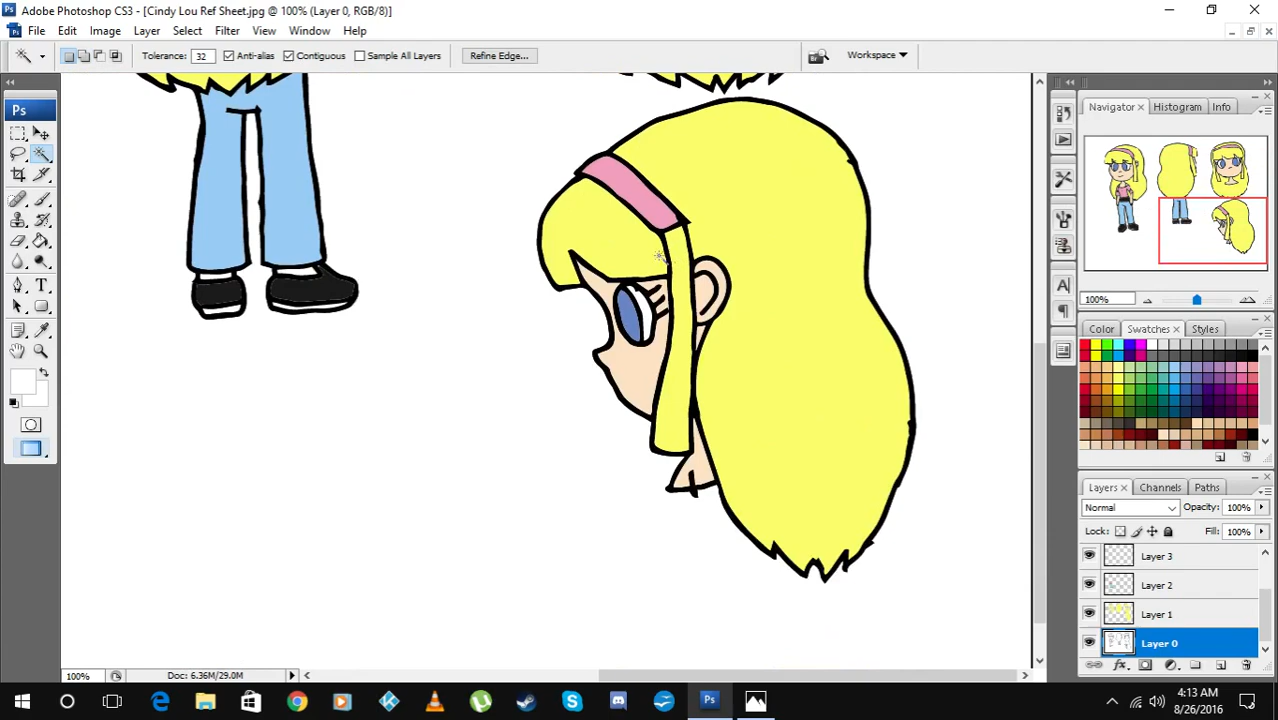 Adobe Photoshop CS3 - [Cindy Lou Ref Sheet.jpg @ 100% (Layer 0, RGB/8)]
File Edit Image Layer Select Filter View Window Help
Tolerance: 32 Anti-alias Contiguous Sample All Layers Refine Edge... Br Workspace
Ps
Navigator Histogram Info
100%
Color Swatches Styles
Layers Channels Paths
Normal Opacity: 100%
Lock: Fill: 100%
Layer 3
Layer 2
Layer 1
Layer 0
100% Doc: 6.36M/29.0M
4:13 AM
8/26/2016